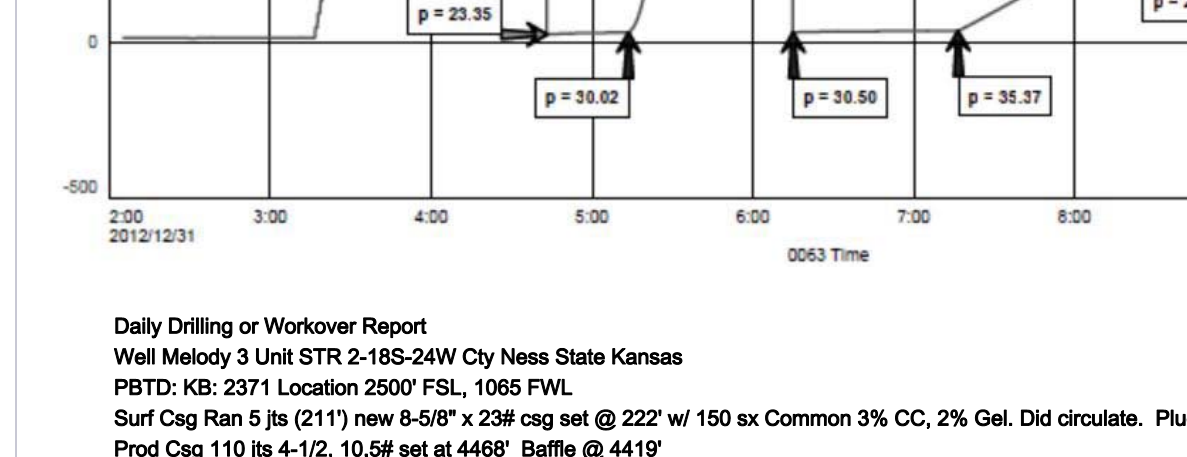 p = 23.35
0
p = 30.02
p = 30.50
p = 35.37
-500
2:00 3:00 4:00 5:00 6:00 7:00 8:00
2012/12/31
0063 Time
Daily Drilling or Workover Report
Well Melody 3 Unit STR 2-18S-24W Cty Ness State Kansas
PBTD: KB: 2371 Location 2500' FSL, 1065 FWL
Surf Csg Ran 5 jts (211') new 8-5/8" x 23# csg set @ 222' w/ 150 sx Common 3% CC, 2% Gel. Did circulate.
Prod Csg 110 jts 4-1/2, 10.5# set at 4468' Baffle @ 4419'